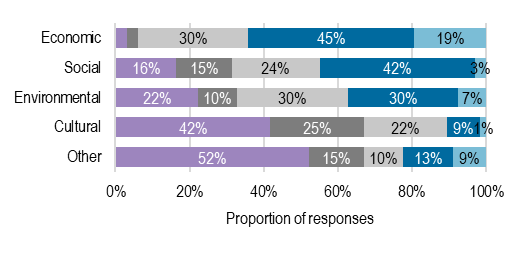 Economic 30% 45% 19%
Social 16% 15% 24% 42% 3%
Environmental 22% 10% 30% 30% 7%
Cultural 42% 25% 22% 9% 1%
Other 52% 15% 10% 13% 9%
0% 20% 40% 60% 80% 100%
Proportion of responses